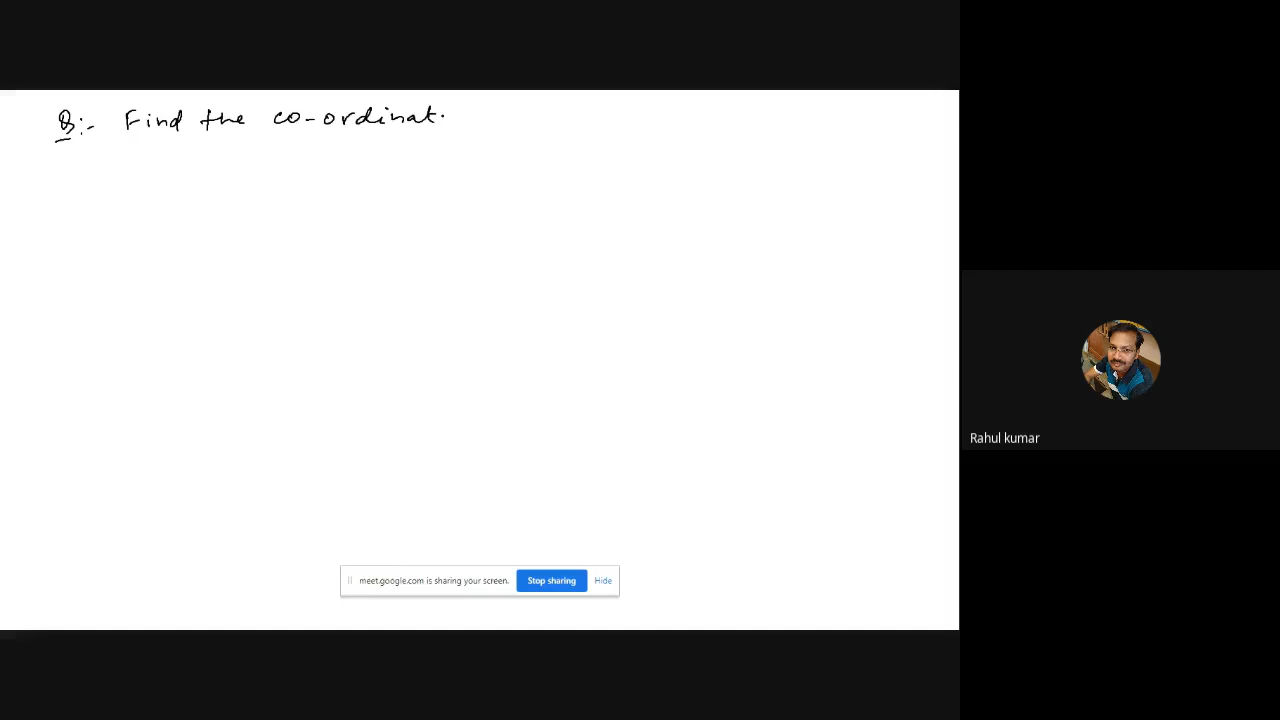 Q:- Find the co-ordinat.
Rahul kumar
meet.google.com is sharing your screen. Stop sharing Hide